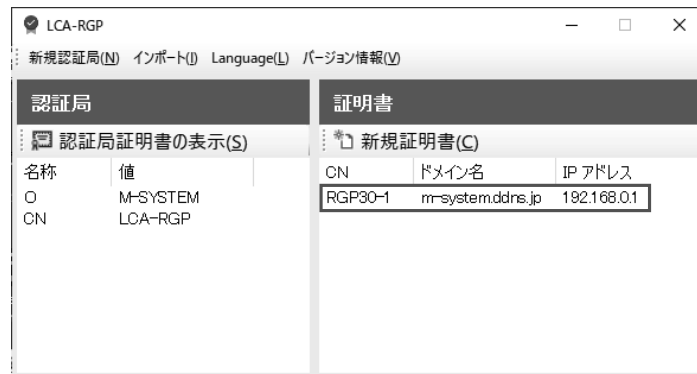 LCA-RGP
新規認証局(N) インポート(I) Language(L) バージョン情報(V)
認証局
認証局証明書の表示(S)
名称 値
O M-SYSTEM
CN LCA-RGP
証明書
新規証明書(C)
CN ドメイン名 IP アドレス
RGP30-1 m-system.ddns.jp 192.168.0.1